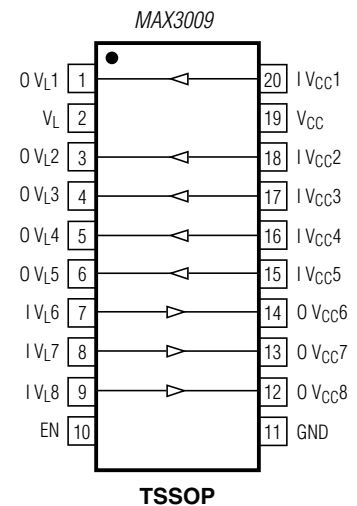 MAX3009
O VL1 1 20 I VCC1
VL 2 19 VCC
O VL2 3 18 I VCC2
O VL3 4 17 I VCC3
O VL4 5 16 I VCC4
O VL5 6 15 I VCC5
I VL6 7 14 O VCC6
I VL7 8 13 O VCC7
I VL8 9 12 O VCC8
EN 10 11 GND
TSSOP